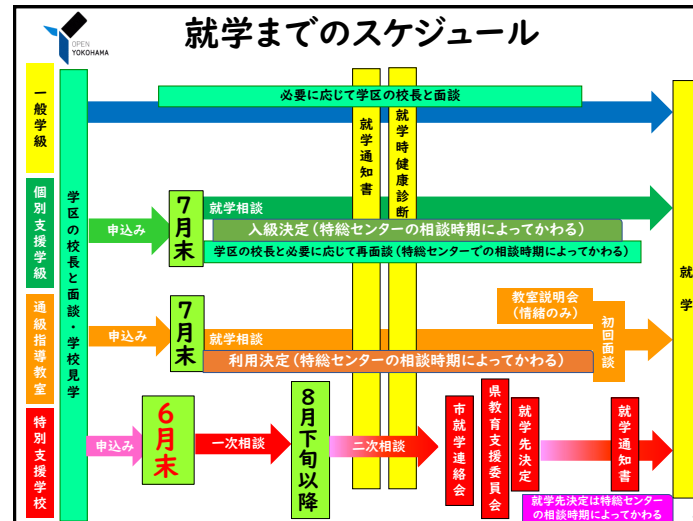 OPEN
YOKOHAMA
就学までのスケジュール
一般学級
個別支援学級
通級指導教室
特別支援学校
学区の校長と面談・学校見学
必要に応じて学区の校長と面談
就学通知書
就学時健康診断
就学
申込み
7月末
就学相談
入級決定(特総センターの相談時期によってかわる)
学区の校長と必要に応じて再面談(特総センターでの相談時期によってかわる)
申込み
7月末
就学相談
利用決定(特総センターの相談時期によってかわる)
教室説明会
(情緒のみ)
初回面談
申込み
6月末
一次相談
8月下旬以降
二次相談
市就学連絡会
県教育支援委員会
就学先決定
就学通知書
就学先決定は特総センター
の相談時期によってかわる